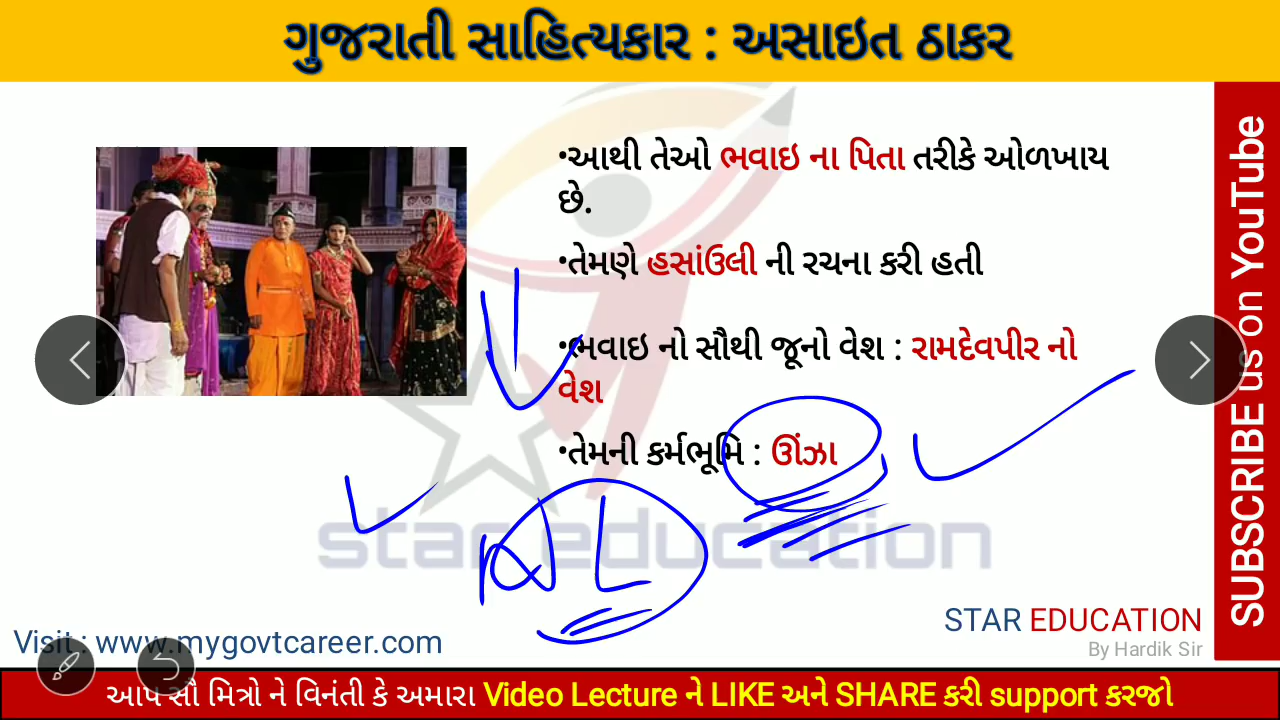 ગુજરાતી સાહિત્યકાર : અસાઇત ઠાકર
•આથી તેઓ ભવાઇ ના પિતા તરીકે ઓળખાય
છે.
•તેમણે હસાંઉલી ની રચના કરી હતી
•ભવાઇ નો સૌથી જૂનો વેશ : રામદેવપીર નો
વેશ
•તેમની કર્મભૂમિ : ઊંઝા
star education
STAR EDUCATION
By Hardik Sir
Visit : www.mygovtcareer.com
આપ સૌ મિત્રો ને વિનંતી કે અમારા Video Lecture ને LIKE અને SHARE કરી support કરજો
SUBSCRIBE us on YouTube